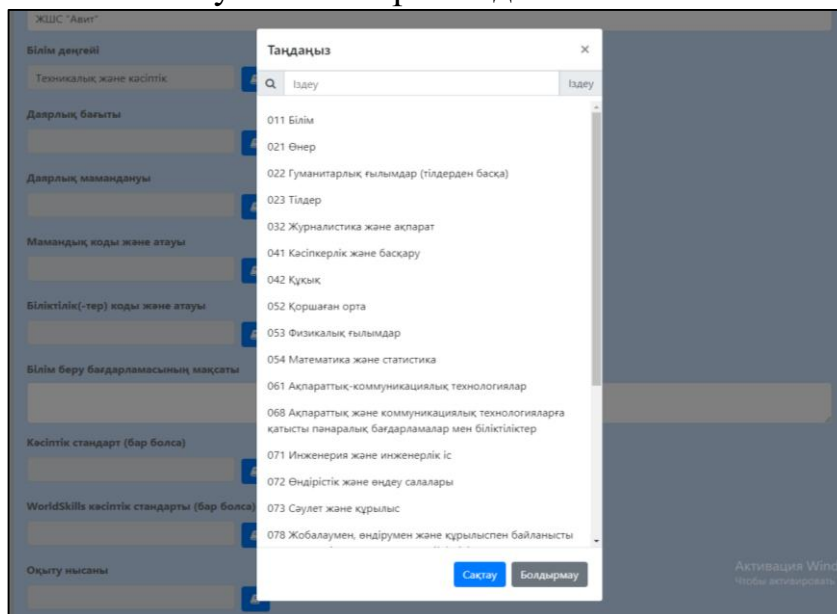 ЖШС "Авит"
Білім деңгейі
Техникалық және кәсіптік
Даярлық бағыты
Даярлық мамандануы
Мамандық коды және атауы
Біліктілік(-тер) коды және атауы
Білім беру бағдарламасының мақсаты
Кәсіптік стандарт (бар болса)
WorldSkills кәсіптік стандарты (бар болса)
Оқыту нысаны
Таңдаңыз ×
Іздеу Іздеу
011 Білім
021 Өнер
022 Гуманитарлық ғылымдар (тілдерден басқа)
023 Тілдер
032 Журналистика және ақпарат
041 Кәсіпкерлік және басқару
042 Құқық
052 Қоршаған орта
053 Физикалық ғылымдар
054 Математика және статистика
061 Ақпараттық-коммуникациялық технологиялар
068 Ақпараттық және коммуникациялық технологияларға
қатысты пәнаралық бағдарламалар мен біліктіліктер
071 Инженерия және инженерлік іс
072 Өндірістік және өңдеу салалары
073 Сәулет және құрылыс
078 Жобалаумен, өндірумен және құрылыспен байланысты
Сақтау Болдырмау
Активация Wind
Чтобы активировать